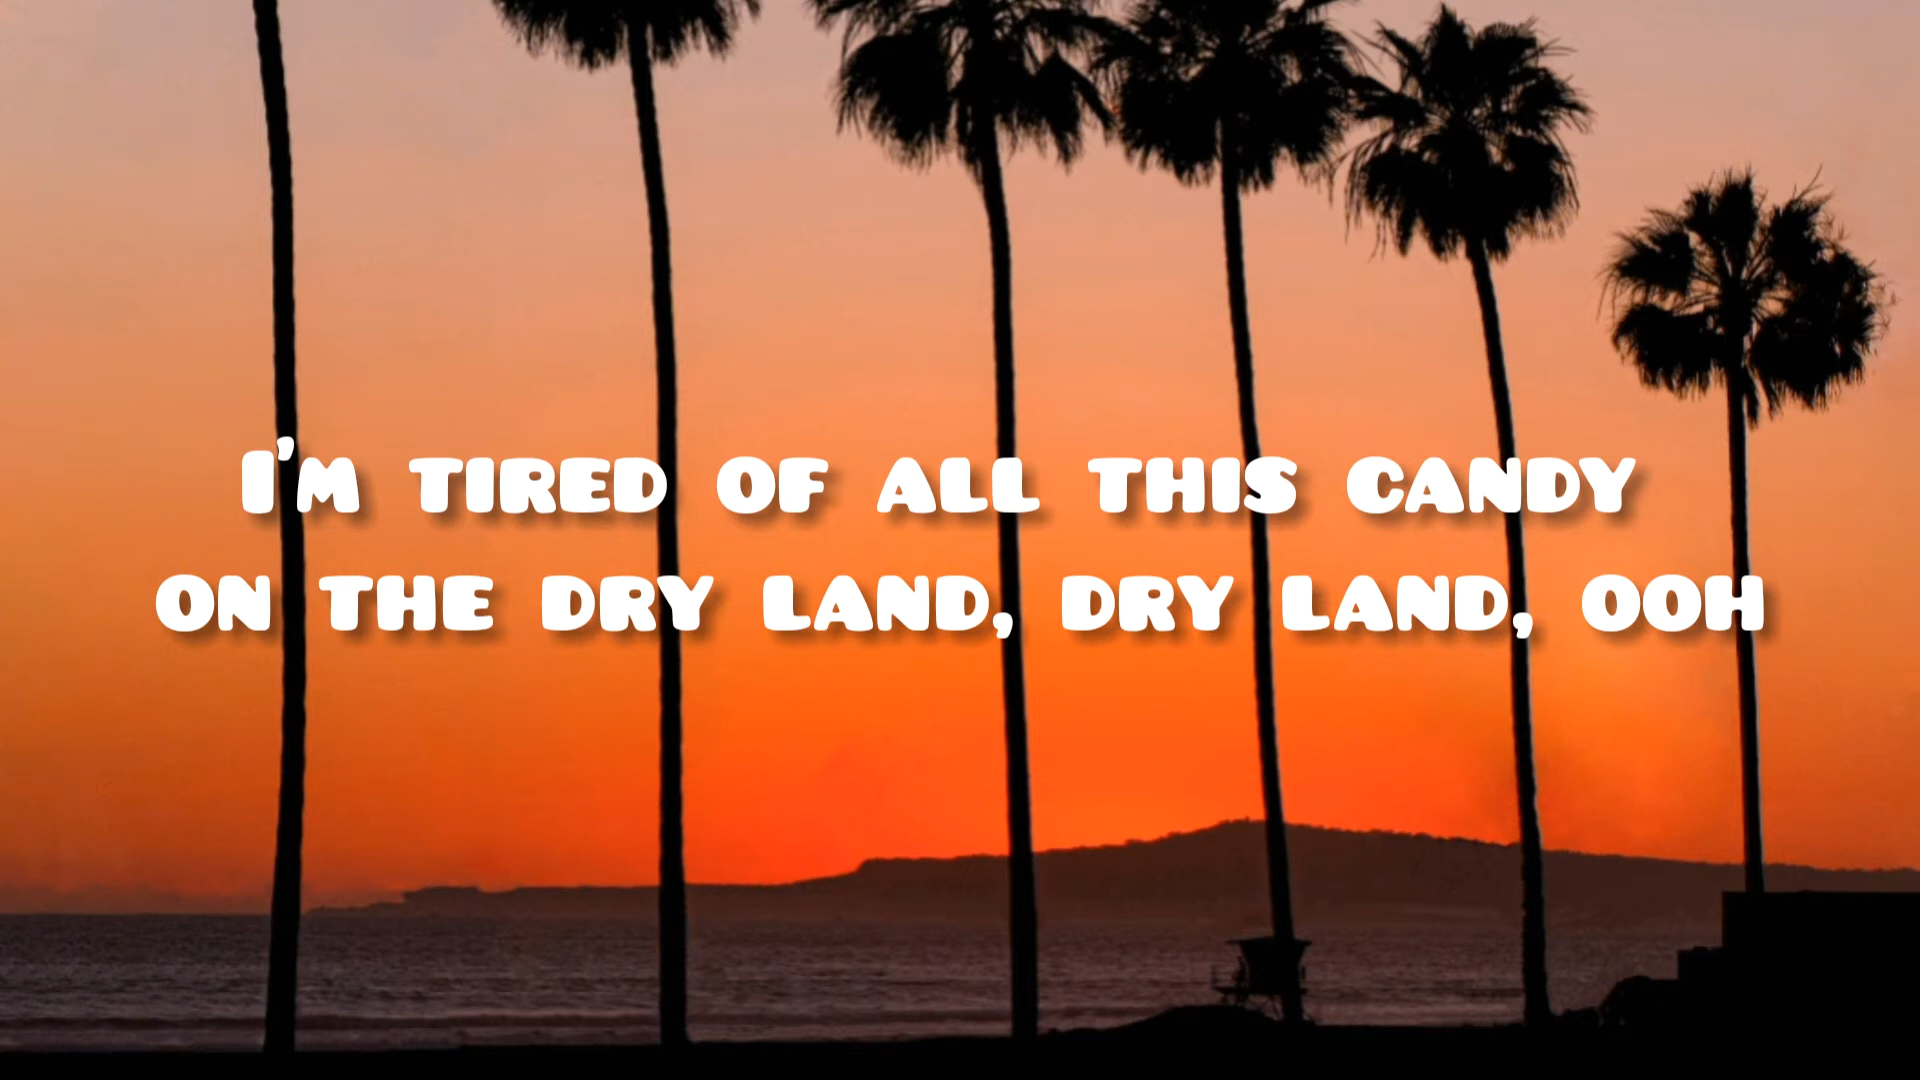 I'm tired of all this candy
on the dry land, dry land, ooh